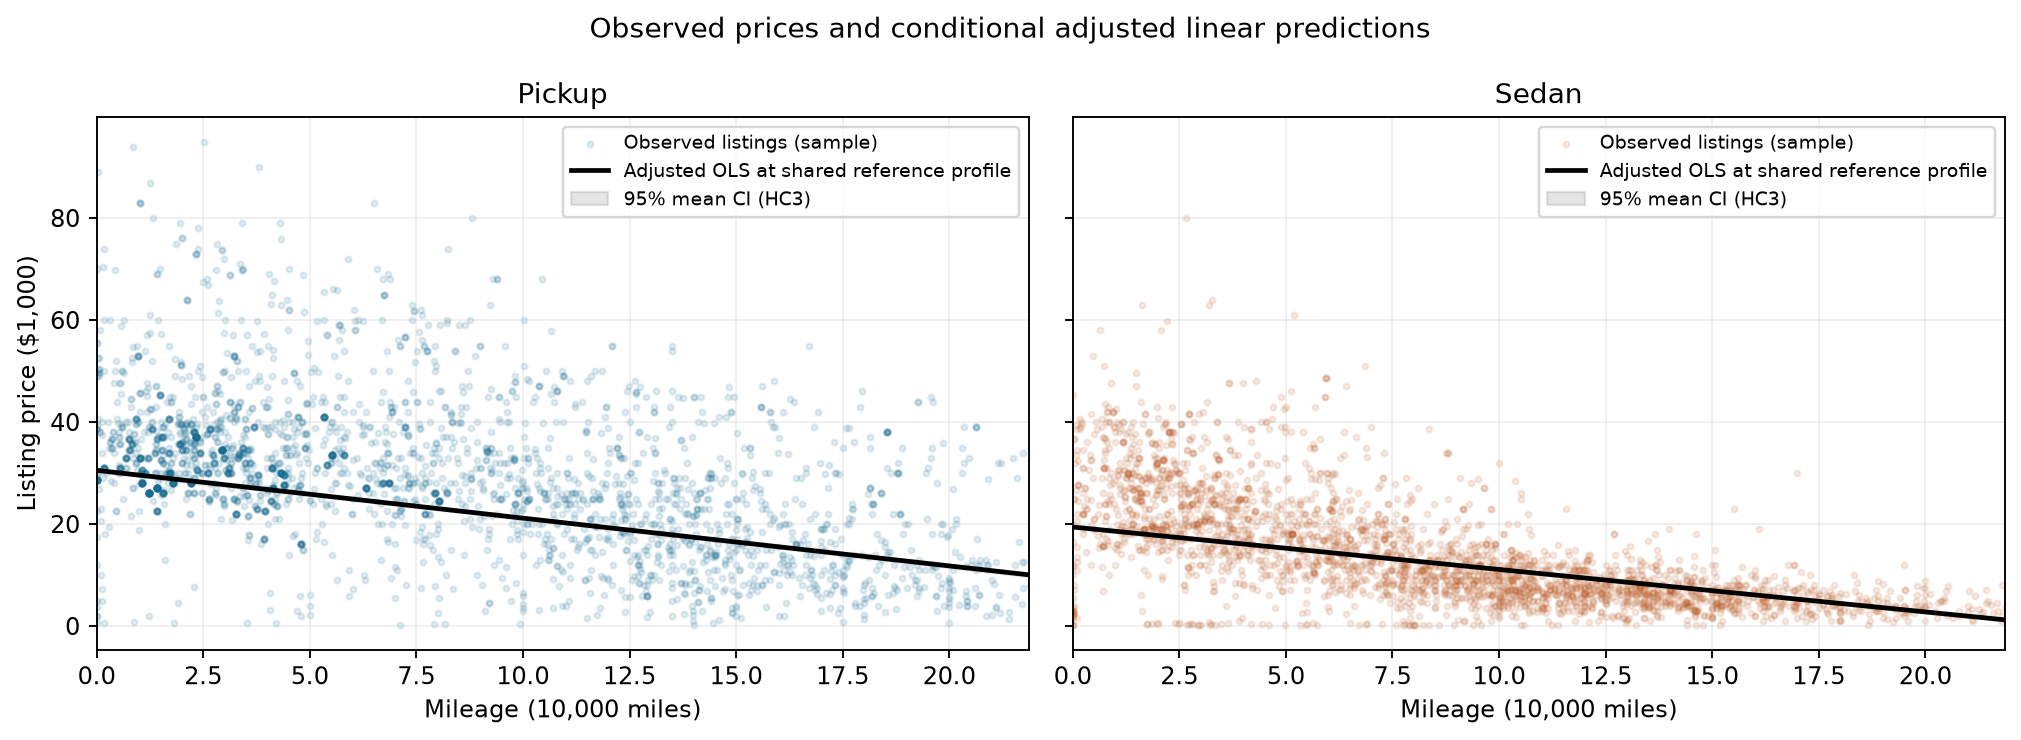 Observed prices and conditional adjusted linear predictions
Pickup
Observed listings (sample)
Adjusted OLS at shared reference profile
95% mean CI (HC3)
Listing price ($1,000)
80
60
40
20
0
0.0 2.5 5.0 7.5 10.0 12.5 15.0 17.5 20.0
Mileage (10,000 miles)
Sedan
Observed listings (sample)
Adjusted OLS at shared reference profile
95% mean CI (HC3)
0.0 2.5 5.0 7.5 10.0 12.5 15.0 17.5 20.0
Mileage (10,000 miles)